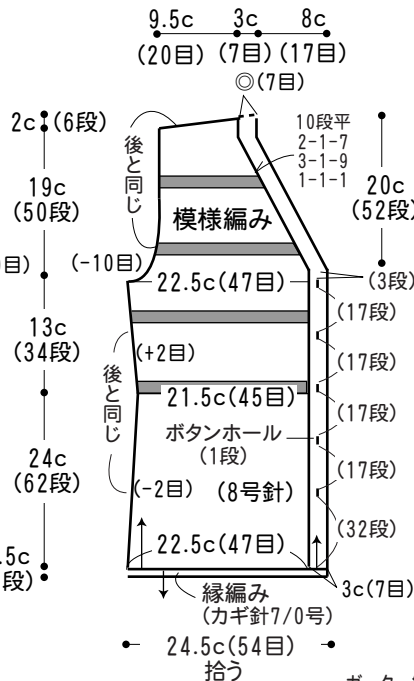 9.5c 3c 8c
(20目) (7目) (17目)
◎(7目)
2c (6段)
後と同じ
10段平
2-1-7
3-1-9
1-1-1
19c
(50段)
20c
(52段)
模様編み
目)
(-10目)
22.5c(47目)
(3段)
(17段)
13c
(34段)
(+2目)
(17段)
後と同じ
21.5c(45目)
(17段)
ボタンホール
(1段)
24c
(62段)
(-2目)
(8号針)
(17段)
(32段)
.5c
段)
22.5c(47目)
3c(7目)
縁編み
(カギ針7/0号)
24.5c(54目)
拾う